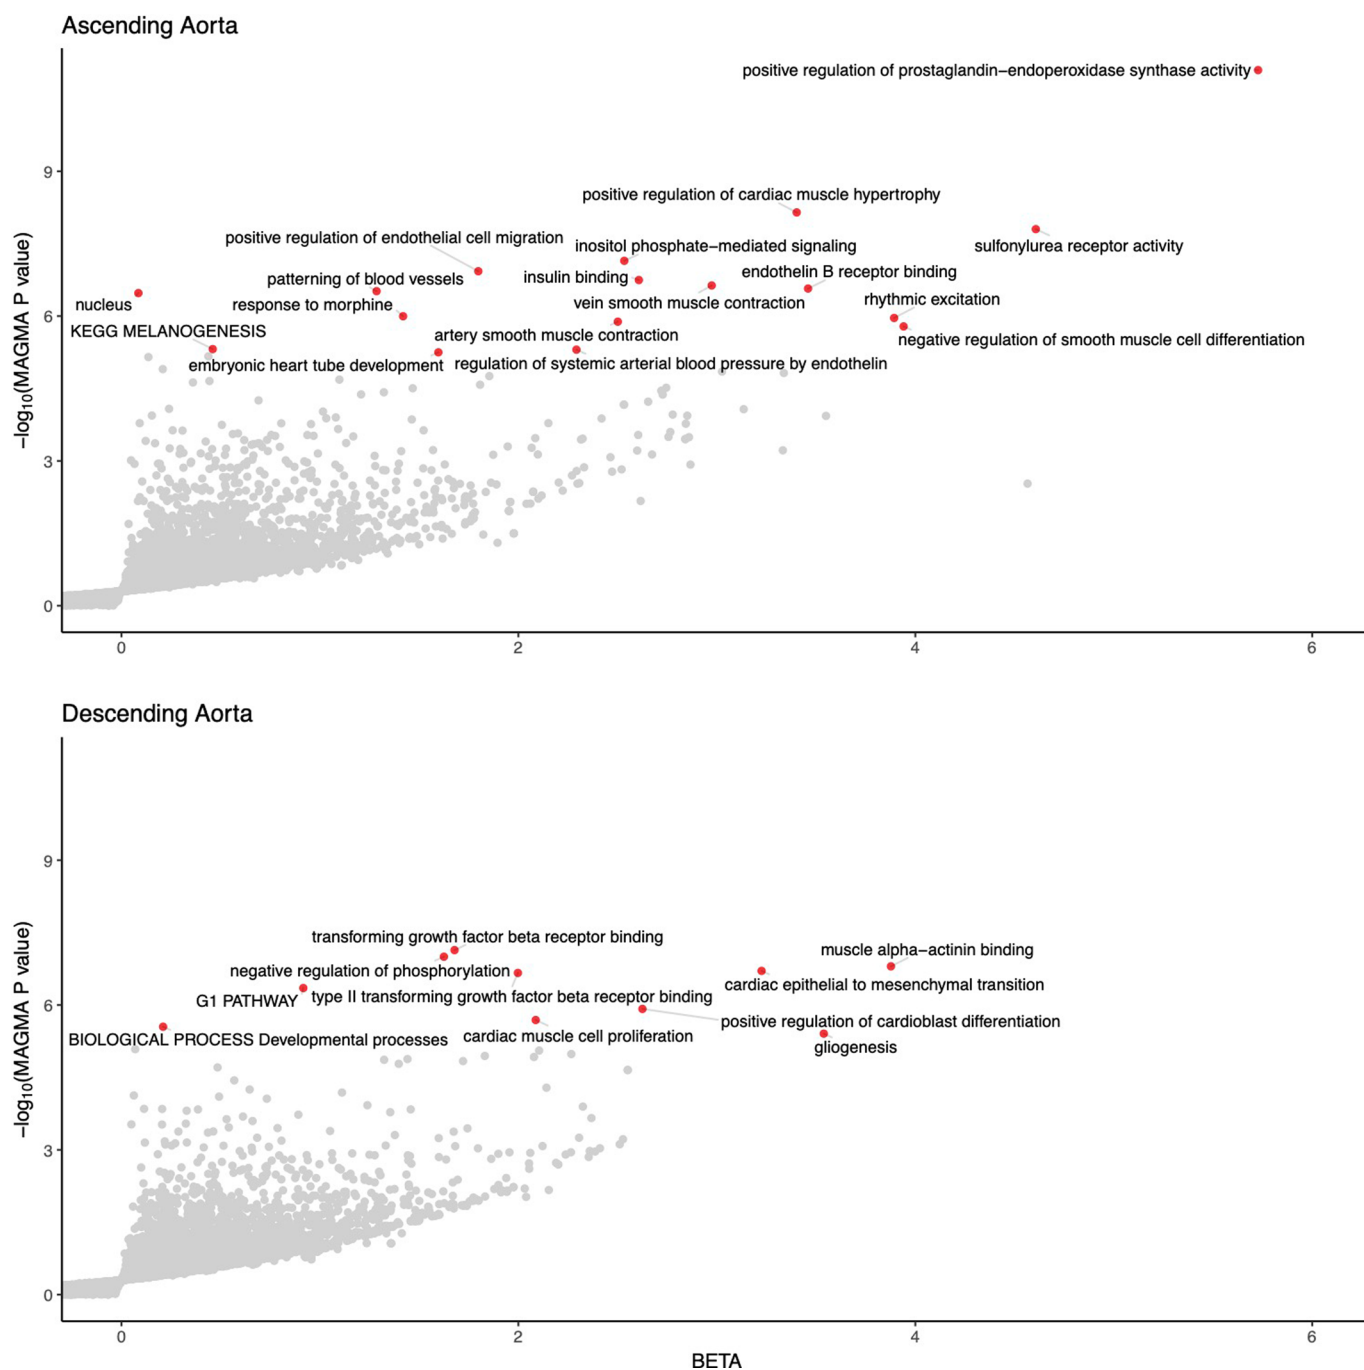 Ascending Aorta
positive regulation of prostaglandin−endoperoxidase synthase activity
9
positive regulation of cardiac muscle hypertrophy
positive regulation of endothelial cell migration
inositol phosphate−mediated signaling
sulfonylurea receptor activity
patterning of blood vessels
insulin binding
endothelin B receptor binding
nucleus
response to morphine
vein smooth muscle contraction
rhythmic excitation
6
KEGG MELANOGENESIS
artery smooth muscle contraction
negative regulation of smooth muscle cell differentiation
embryonic heart tube development
regulation of systemic arterial blood pressure by endothelin
−log10(MAGMA P value)
3
0
0 2 4 6
Descending Aorta
9
transforming growth factor beta receptor binding
muscle alpha−actinin binding
negative regulation of phosphorylation
cardiac epithelial to mesenchymal transition
G1 PATHWAY
type II transforming growth factor beta receptor binding
6
positive regulation of cardioblast differentiation
BIOLOGICAL PROCESS Developmental processes
cardiac muscle cell proliferation
gliogenesis
−log10(MAGMA P value)
3
0
0 2 4 6
BETA